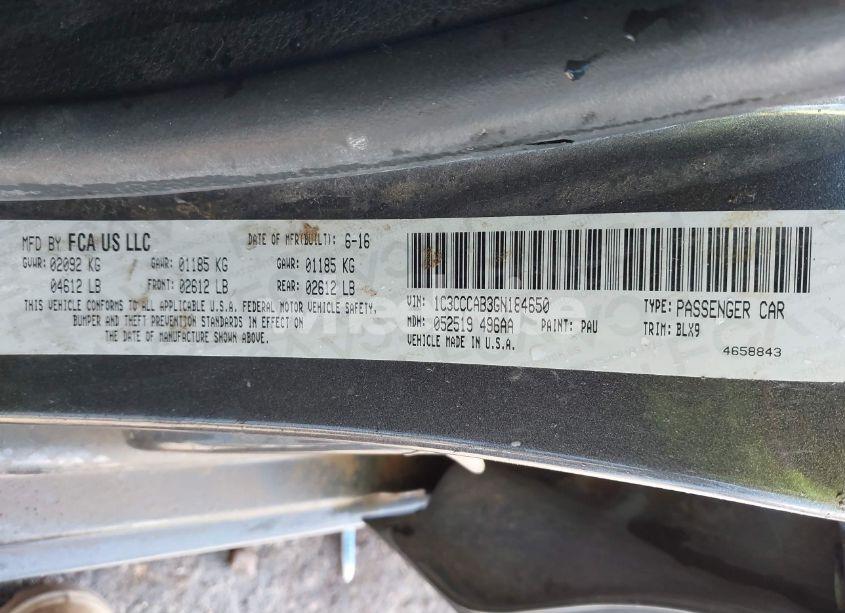 MFD BY FCA US LLC DATE OF MFR(BUILT): 6-16
GVWR: 02092 KG GAWR: 01185 KG GAWR: 01185 KG
04612 LB FRONT: 02612 LB REAR: 02612 LB
THIS VEHICLE CONFORMS TO ALL APPLICABLE U.S.A. FEDERAL MOTOR VEHICLE SAFETY,
BUMPER AND THEFT PREVENTION STANDARDS IN EFFECT ON
THE DATE OF MANUFACTURE SHOWN ABOVE.
VIN: 1C3CCCAB3GN184650 TYPE: PASSENGER CAR
MDH: 052519 496AA PAINT: PAU TRIM: BLX9
VEHICLE MADE IN U.S.A. 4658843